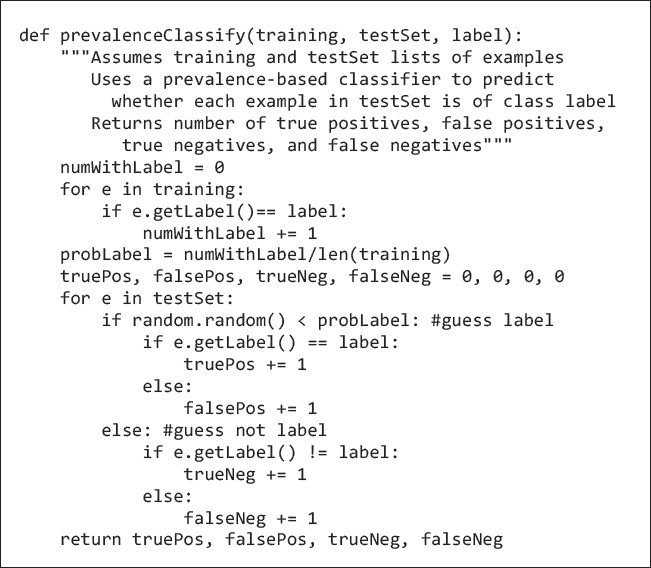 def prevalenceClassify(training, testSet, label):
    """Assumes training and testSet lists of examples
       Uses a prevalence-based classifier to predict
         whether each example in testSet is of class label
       Returns number of true positives, false positives,
          true negatives, and false negatives"""
    numWithLabel = 0
    for e in training:
        if e.getLabel()== label:
            numWithLabel += 1
    probLabel = numWithLabel/len(training)
    truePos, falsePos, trueNeg, falseNeg = 0, 0, 0, 0
    for e in testSet:
        if random.random() < probLabel: #guess label
            if e.getLabel() == label:
                truePos += 1
            else:
                falsePos += 1
        else: #guess not label
            if e.getLabel() != label:
                trueNeg += 1
            else:
                falseNeg += 1
    return truePos, falsePos, trueNeg, falseNeg